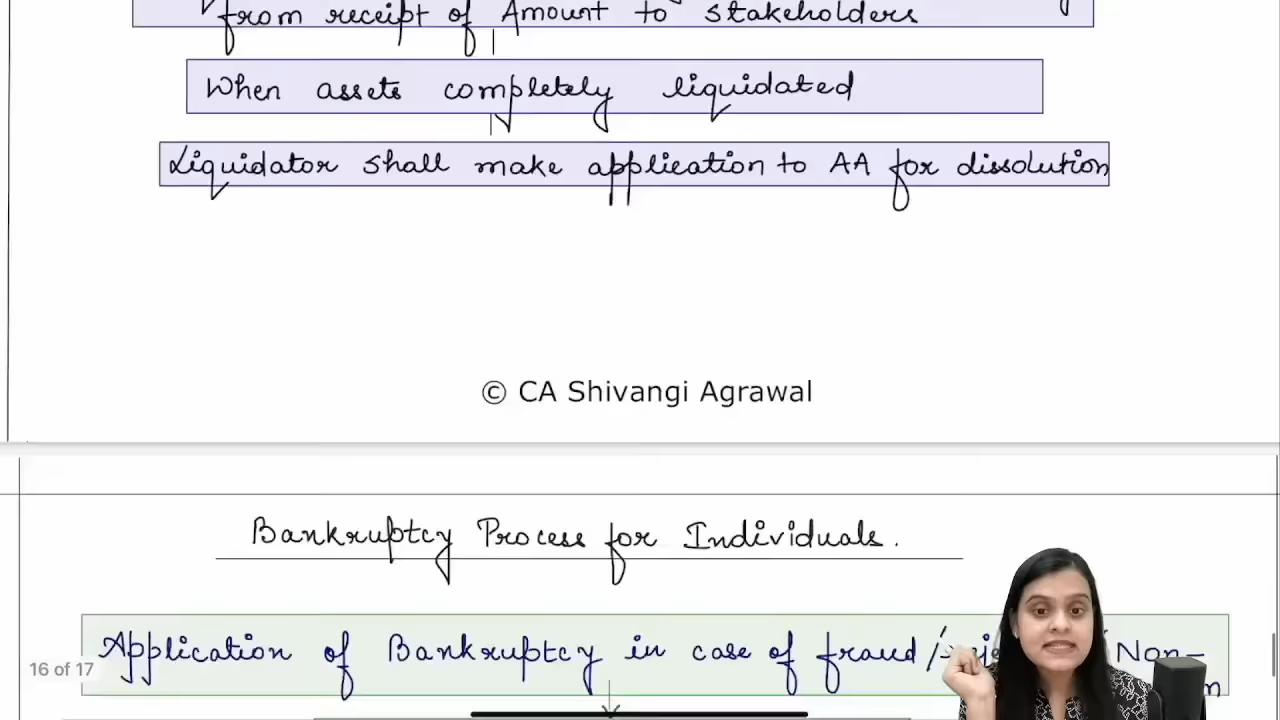 from receipt of Amount to stakeholders
When assets completely liquidated
Liquidator shall make application to AA for dissolution
© CA Shivangi Agrawal
Bankruptcy Process for Individuals.
Application of Bankruptcy in case of fraud/ Non-
16 of 17